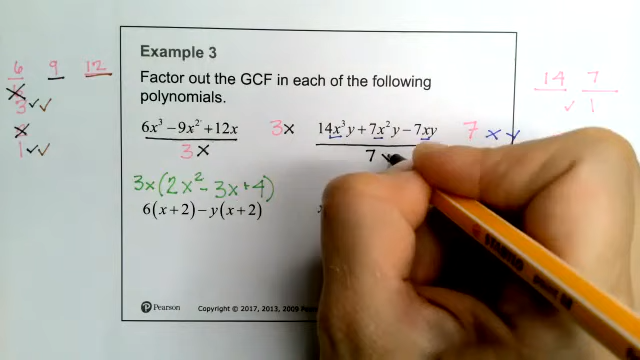 Example 3
Factor out the GCF in each of the following
polynomials.
6 9 12
3 ✓✓
1 ✓✓
14 7
✓ 1
6x³ − 9x² + 12x 3x
3x
14x³y + 7x²y − 7xy 7 x y
7
3x(2x² − 3x + 4)
6(x + 2) − y(x + 2)
Pearson Copyright © 2017, 2013, 2009 Pe